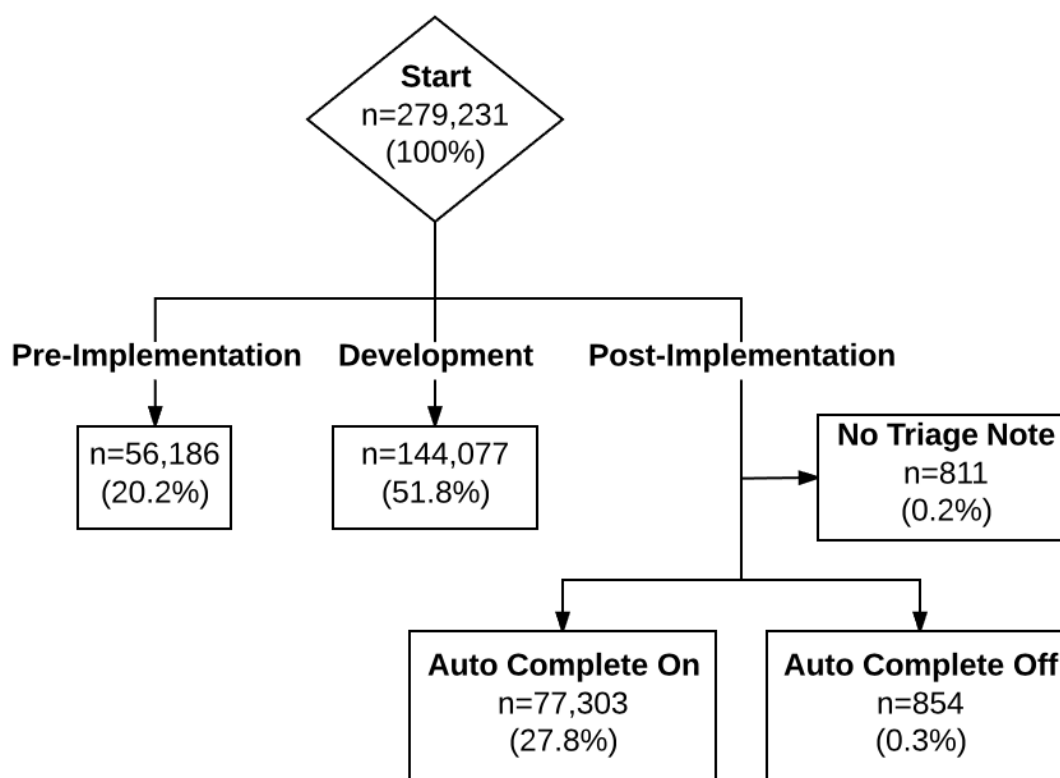 Start
n=279,231
(100%)
Pre-Implementation
Development
Post-Implementation
n=56,186
(20.2%)
n=144,077
(51.8%)
No Triage Note
n=811
(0.2%)
Auto Complete On
n=77,303
(27.8%)
Auto Complete Off
n=854
(0.3%)